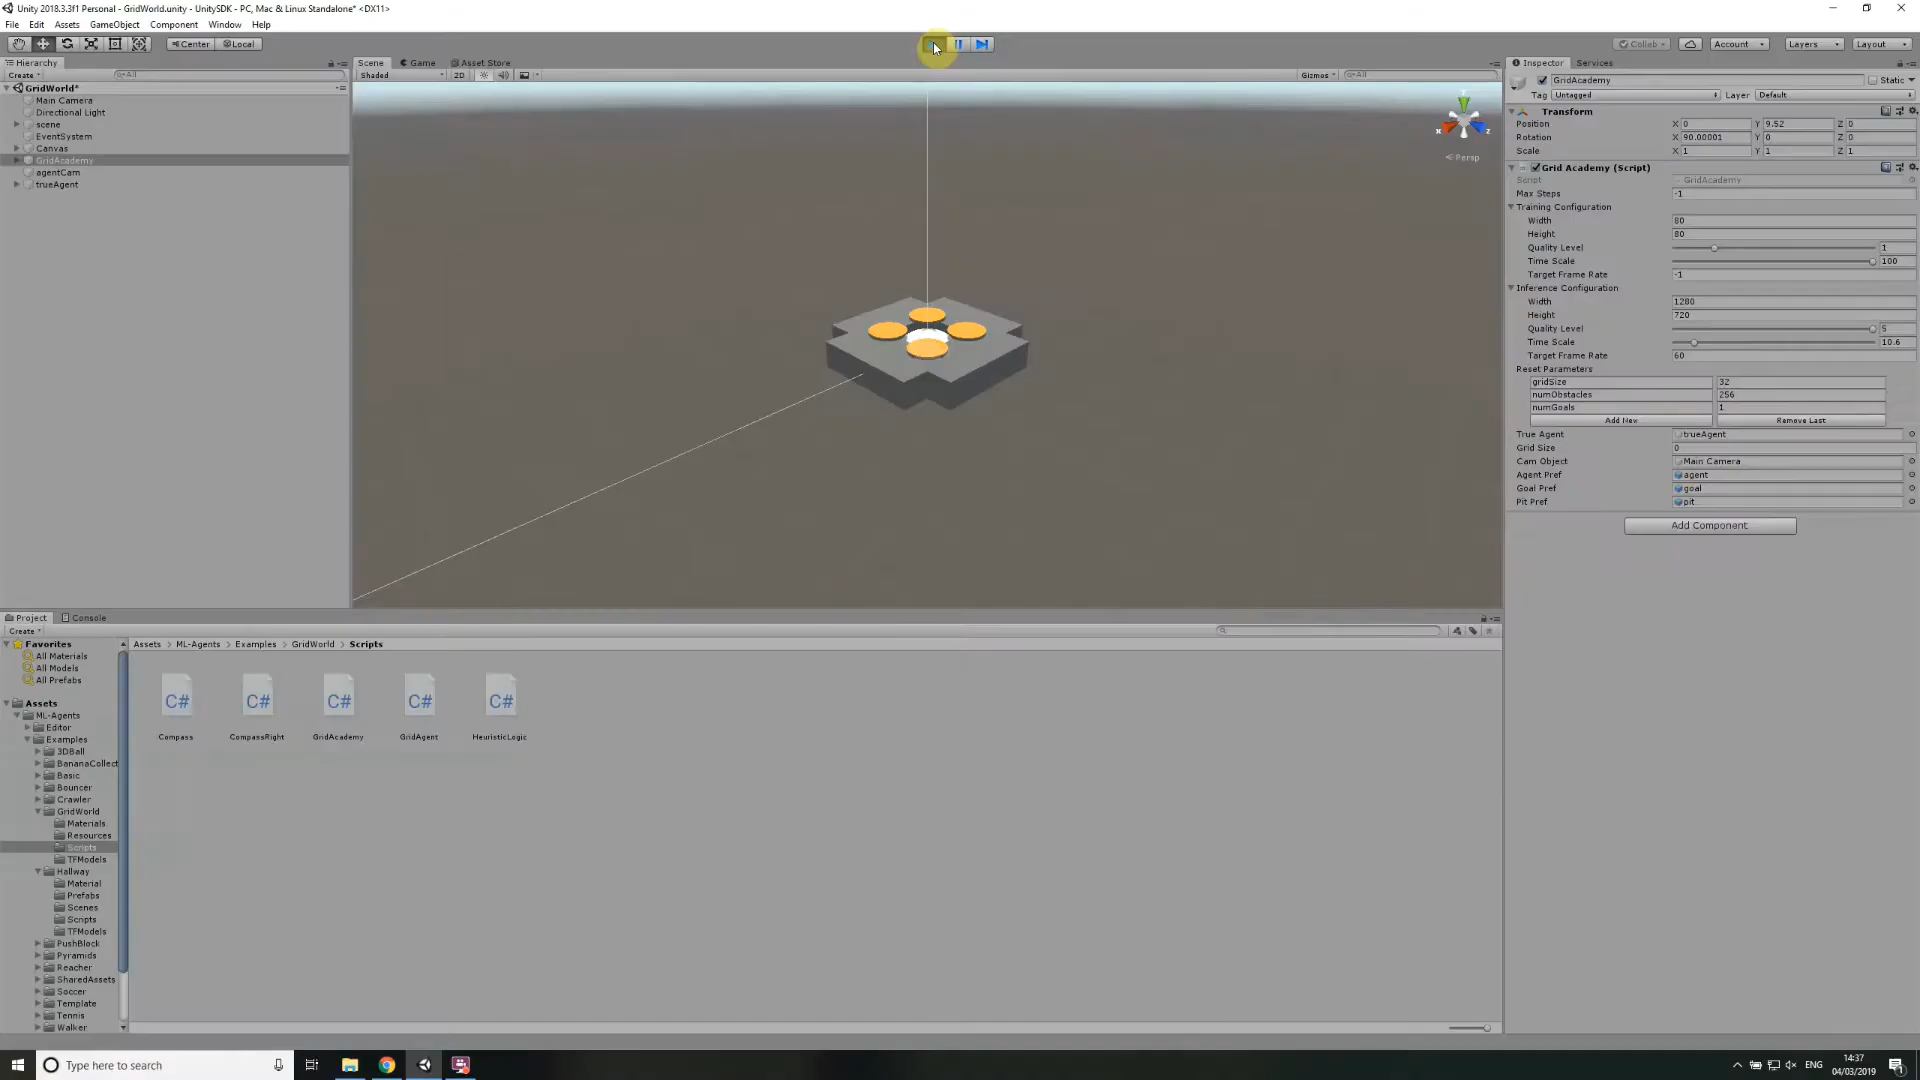 Unity 2018.3.3f1 Personal - GridWorld.unity - UnitySDK - PC, Mac & Linux Standalone* <DX11>
File Edit Assets GameObject Component Window Help
Center Local Collab Account Layers Layout
Hierarchy
Create All
GridWorld*
Main Camera
Directional Light
scene
EventSystem
Canvas
GridAcademy
agentCam
trueAgent
Scene Game Asset Store
Shaded 2D Gizmos All
Y
X Z
< Persp
Inspector Services
GridAcademy Static
Tag Untagged Layer Default
Transform
Position X 0 Y 9.52 Z 0
Rotation X 90.00001 Y 0 Z 0
Scale X 1 Y 1 Z 1
Grid Academy (Script)
Script GridAcademy
Max Steps -1
Training Configuration
Width 80
Height 80
Quality Level 1
Time Scale 100
Target Frame Rate -1
Inference Configuration
Width 1280
Height 720
Quality Level 5
Time Scale 10.6
Target Frame Rate 60
Reset Parameters
gridSize 32
numObstacles 256
numGoals 1
Add New Remove Last
True Agent trueAgent
Grid Size 0
Cam Object Main Camera
Agent Pref agent
Goal Pref goal
Pit Pref pit
Add Component
Project Console
Create
Favorites
All Materials
All Models
All Prefabs
Assets
ML-Agents
Editor
Examples
3DBall
BananaCollect
Basic
Bouncer
Crawler
GridWorld
Materials
Resources
Scripts
TFModels
Hallway
Material
Prefabs
Scenes
Scripts
TFModels
PushBlock
Pyramids
Reacher
SharedAssets
Soccer
Template
Tennis
Walker
Assets > ML-Agents > Examples > GridWorld > Scripts
C# C# C# C# C#
Compass CompassRight GridAcademy GridAgent HeuristicLogic
Type here to search
ENG
14:37
04/03/2019